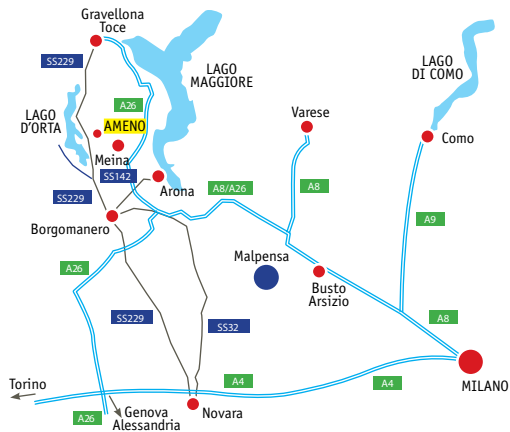 Gravellona
Toce
SS229
LAGO
MAGGIORE
LAGO
DI COMO
A26
LAGO
D'ORTA
AMENO
Varese
Como
Meina
SS142
Arona
A8/A26
A8
A9
SS229
Borgomanero
Malpensa
A26
Busto
Arsizio
SS229
SS32
A8
Torino
A4
A4
MILANO
A26
Genova
Alessandria
Novara